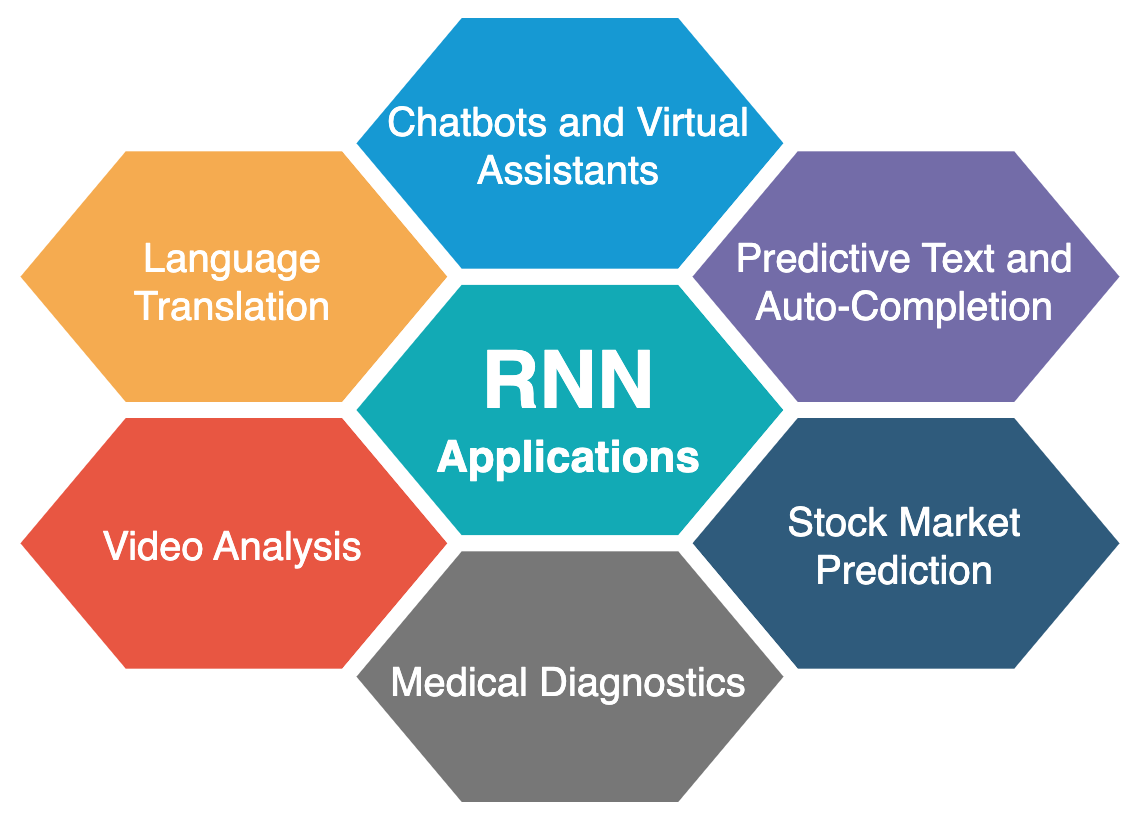 Chatbots and Virtual
Assistants
Language
Translation
Predictive Text and
Auto-Completion
RNN
Applications
Video Analysis
Stock Market
Prediction
Medical Diagnostics